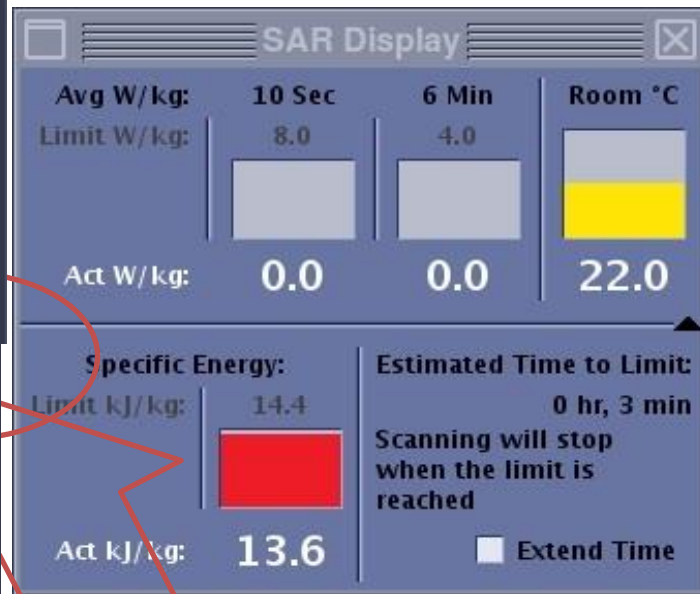 SAR Display
Avg W/kg: 10 Sec 6 Min Room °C
Limit W/kg: 8.0 4.0
Act W/kg: 0.0 0.0 22.0
Specific Energy: Estimated Time to Limit:
Limit kJ/kg: 14.4 0 hr, 3 min
Scanning will stop
when the limit is
reached
Act kJ/kg: 13.6 Extend Time